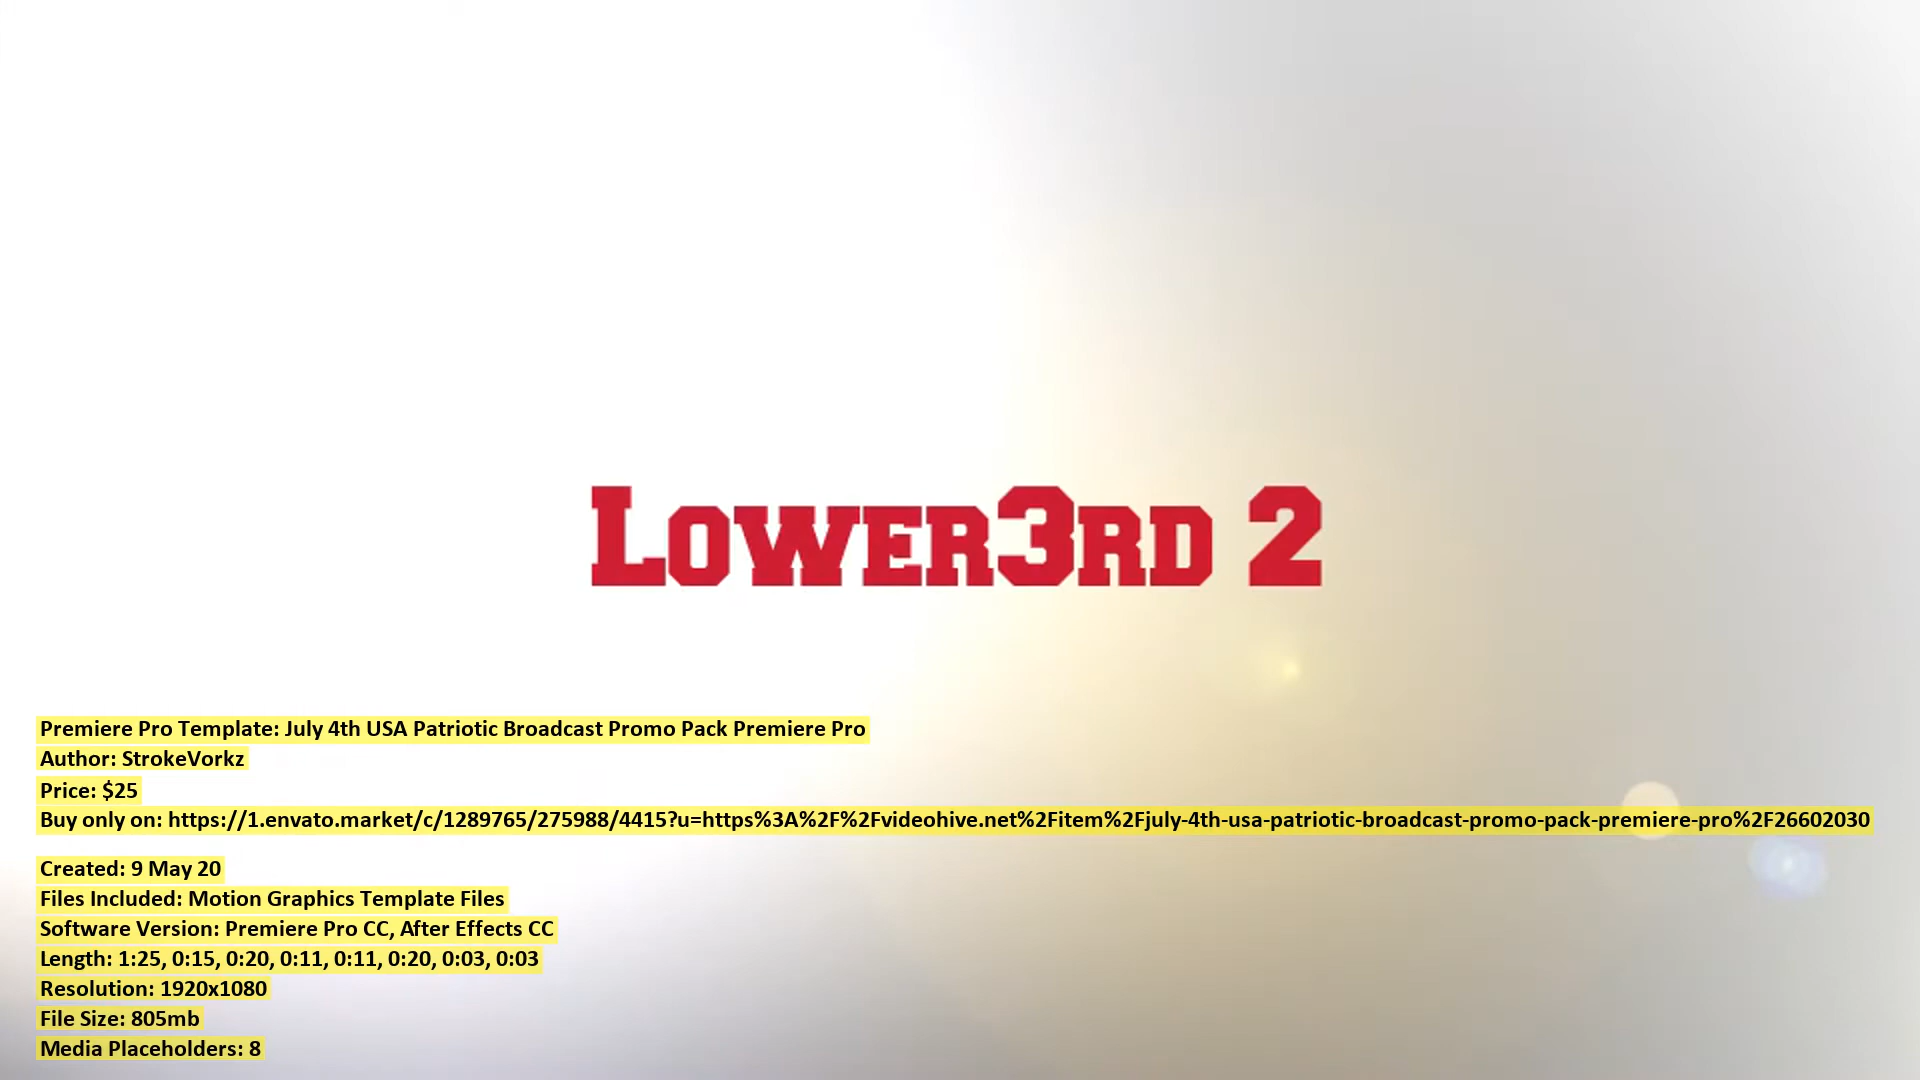 Lower3rd 2
Premiere Pro Template: July 4th USA Patriotic Broadcast Promo Pack Premiere Pro
Author: StrokeVorkz
Price: $25
Buy only on: https://1.envato.market/c/1289765/275988/4415?u=https%3A%2F%2Fvideohive.net%2Fitem%2Fjuly-4th-usa-patriotic-broadcast-promo-pack-premiere-pro%2F26602030
Created: 9 May 20
Files Included: Motion Graphics Template Files
Software Version: Premiere Pro CC, After Effects CC
Length: 1:25, 0:15, 0:20, 0:11, 0:11, 0:20, 0:03, 0:03
Resolution: 1920x1080
File Size: 805mb
Media Placeholders: 8